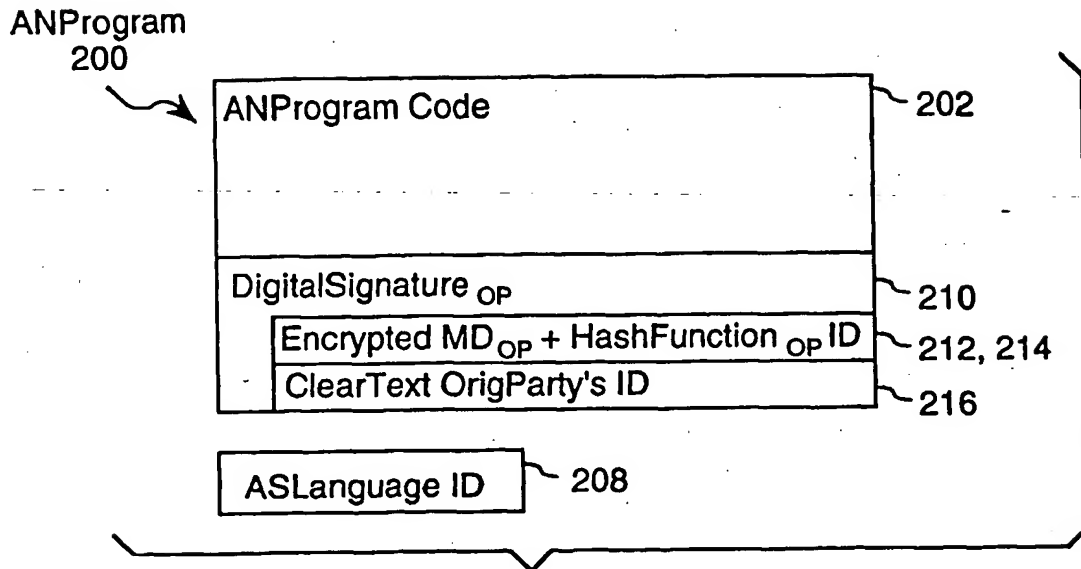 ANProgram
200
ANProgram Code
202
DigitalSignature OP
210
Encrypted MD OP + HashFunction OP ID
212, 214
ClearText OrigParty's ID
216
ASLanguage ID
208